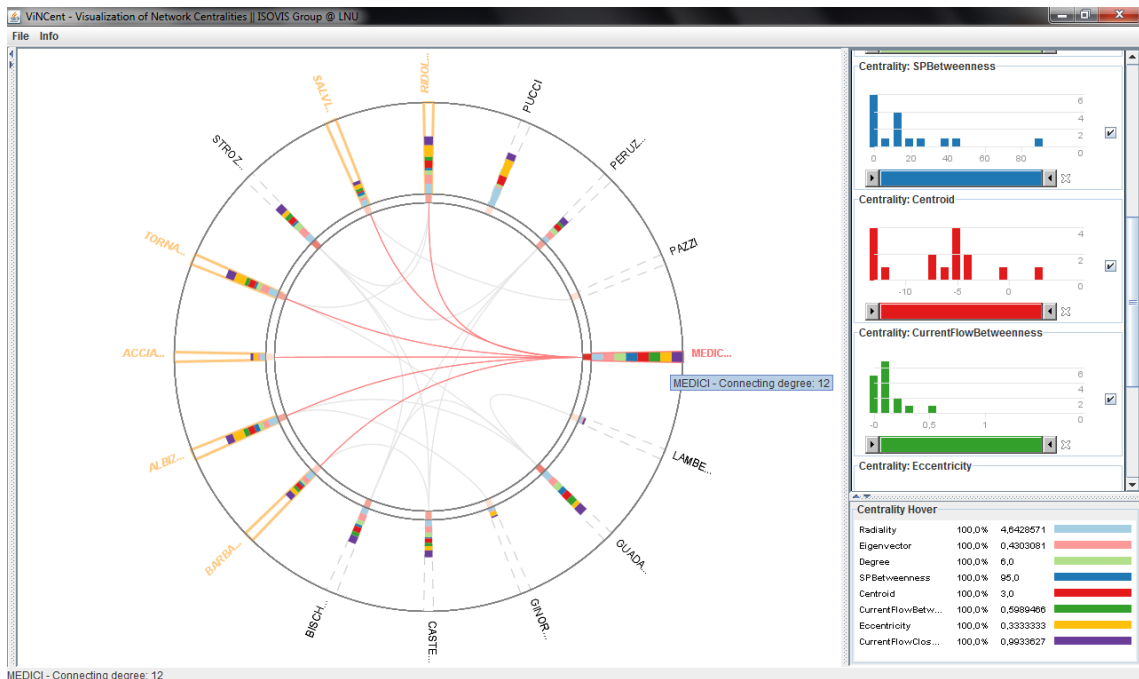 ViNCent - Visualization of Network Centralities || ISOVIS Group @ LNU
File Info
RIDOL...
SALVI...
PUCCI
STROZ...
PERUZ...
TORNA...
PAZZI
ACCIA...
MEDIC...
MEDICI - Connecting degree: 12
ALBIZ...
LAMBE...
BARBA...
GUADA...
BISCH...
GINOR...
CASTE...
Centrality: SPBetweenness
6
4
2
0
0 20 40 60 80
Centrality: Centroid
4
2
0
-10 -5 0
Centrality: CurrentFlowBetweenness
6
4
2
0
-0 0,5 1
Centrality: Eccentricity
Centrality Hover
Radiality 100,0% 4,6428571
Eigenvector 100,0% 0,4303081
Degree 100,0% 6,0
SPBetweenness 100,0% 95,0
Centroid 100,0% 3,0
CurrentFlowBetw... 100,0% 0,5989466
Eccentricity 100,0% 0,3333333
CurrentFlowClos... 100,0% 0,9933627
MEDICI - Connecting degree: 12